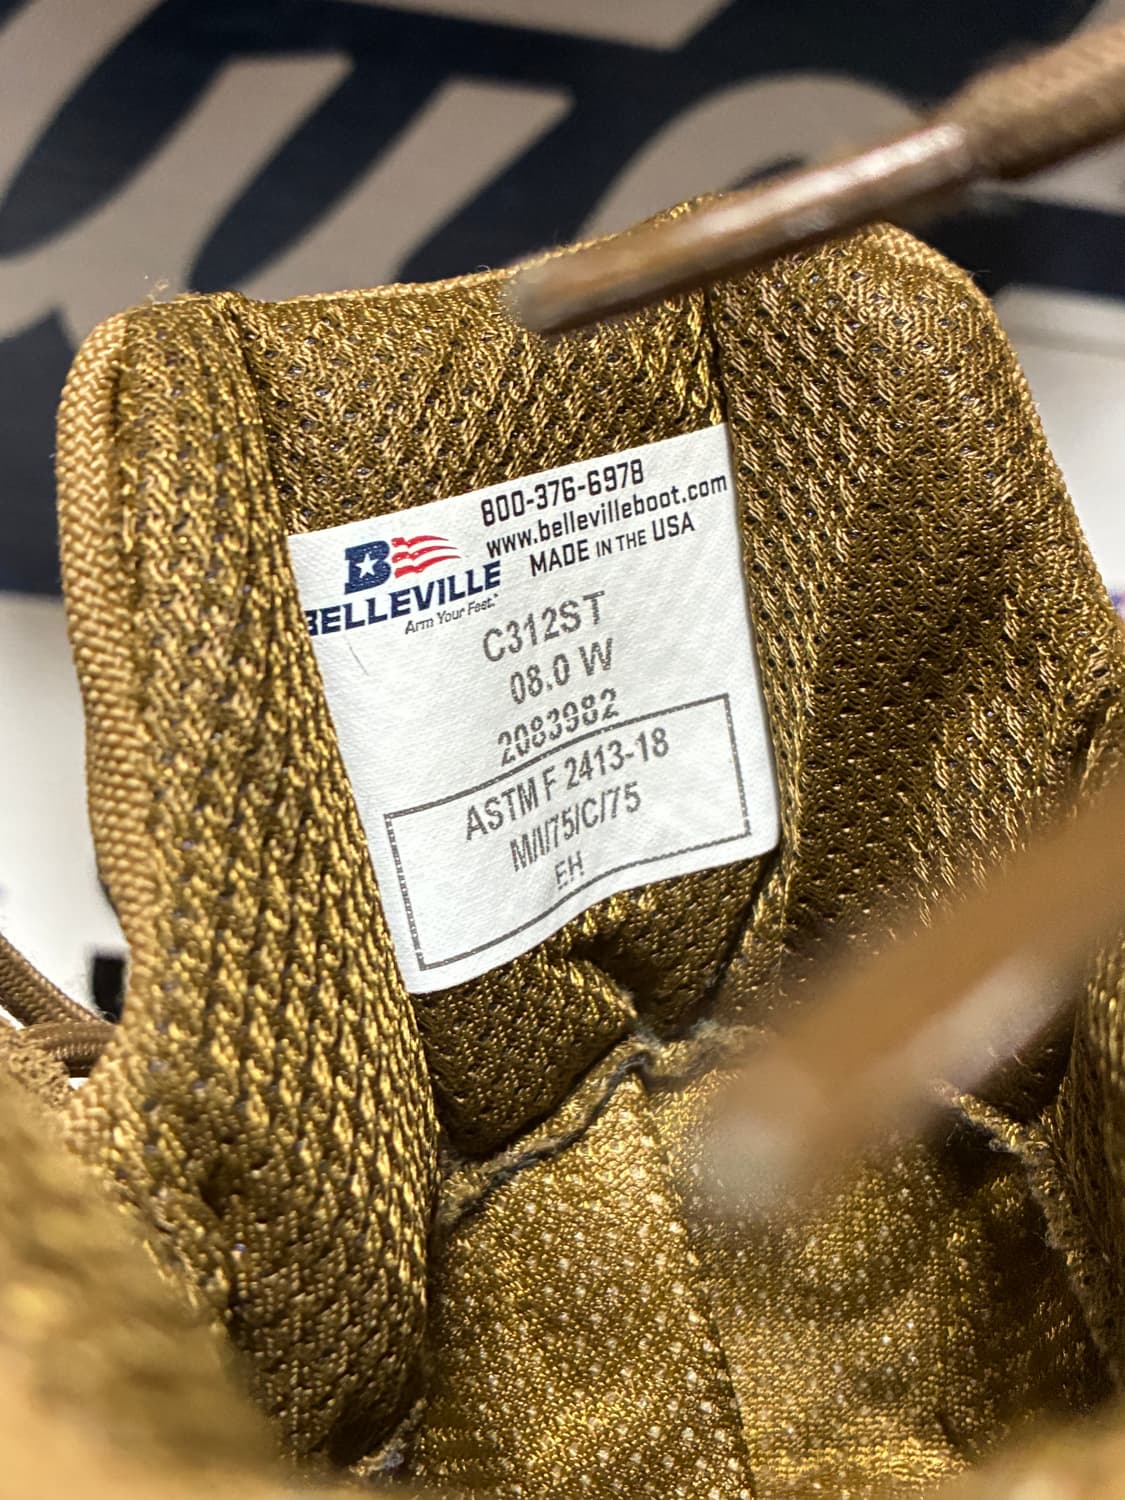 800-376-6978
www.bellevilleboot.com
MADE IN THE USA
BELLEVILLE
Arm Your Feet.
C312ST
08.0 W
2083982
ASTM F 2413-18
M/I/75/C/75
EH